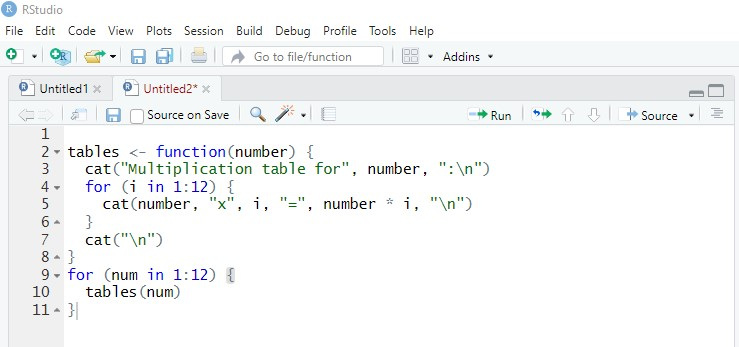 RStudio
File Edit Code View Plots Session Build Debug Profile Tools Help
Go to file/function Addins
Untitled1 Untitled2*
Source on Save Run Source
1
2 tables <- function(number) {
3 cat("Multiplication table for", number, ":\n")
4 for (i in 1:12) {
5 cat(number, "x", i, "=", number * i, "\n")
6 }
7 cat("\n")
8 }
9 for (num in 1:12) {
10 tables(num)
11 }